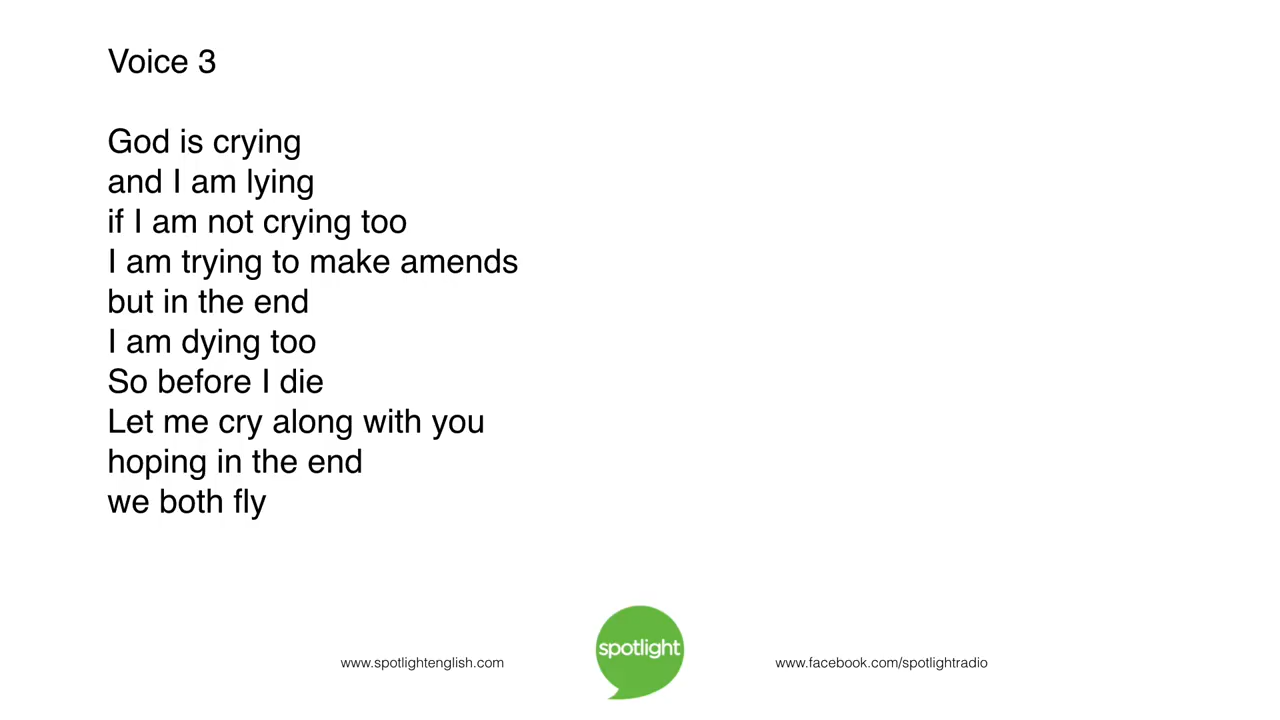 Voice 3
God is crying
and I am lying
if I am not crying too
I am trying to make amends
but in the end
I am dying too
So before I die
Let me cry along with you
hoping in the end
we both fly
www.spotlightenglish.com
spotlight
www.facebook.com/spotlightradio